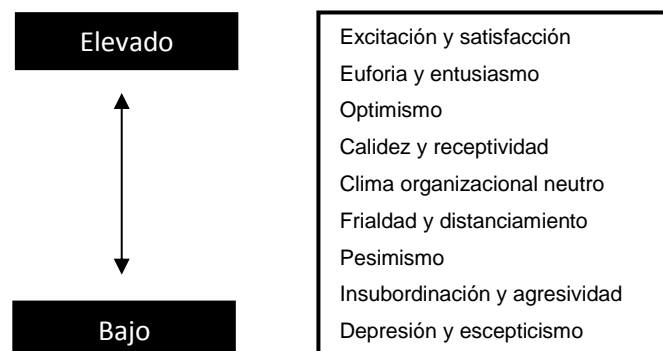 Elevado
Excitación y satisfacción
Euforia y entusiasmo
Optimismo
Calidez y receptividad
Clima organizacional neutro
Frialdad y distanciamiento
Pesimismo
Insubordinación y agresividad
Bajo
Depresión y escepticismo